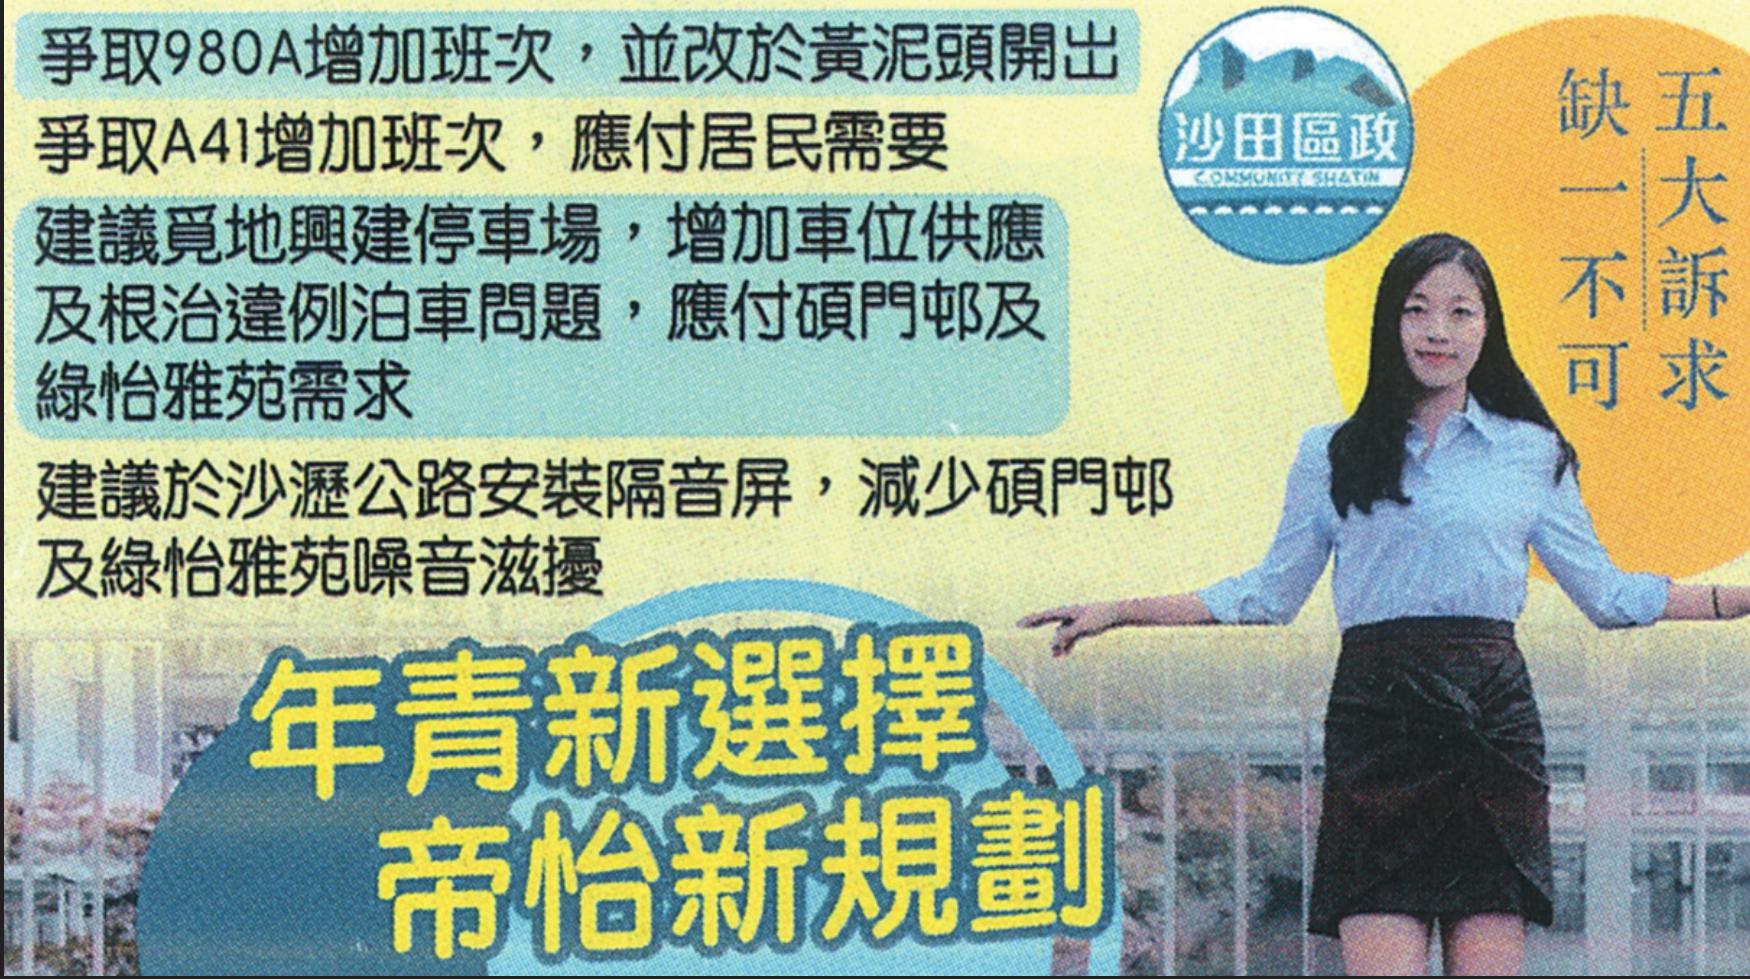 爭取980A增加班次，並改於黃泥頭開出
爭取A41增加班次，應付居民需要
建議覓地興建停車場，增加車位供應
及根治違例泊車問題，應付碩門邨及
綠怡雅苑需求
建議於沙瀝公路安裝隔音屏，減少碩門邨
及綠怡雅苑噪音滋擾
沙田區政
COMMUNITY SHATIN
五大訴求
缺一不可
年青新選擇
帝怡新規劃